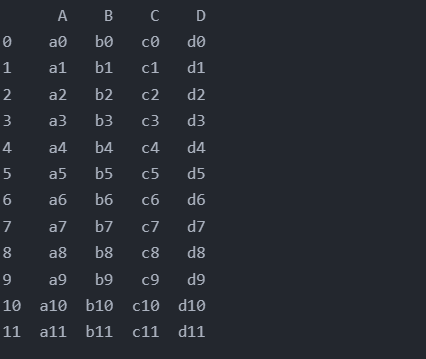 A B C D
0 a0 b0 c0 d0
1 a1 b1 c1 d1
2 a2 b2 c2 d2
3 a3 b3 c3 d3
4 a4 b4 c4 d4
5 a5 b5 c5 d5
6 a6 b6 c6 d6
7 a7 b7 c7 d7
8 a8 b8 c8 d8
9 a9 b9 c9 d9
10 a10 b10 c10 d10
11 a11 b11 c11 d11